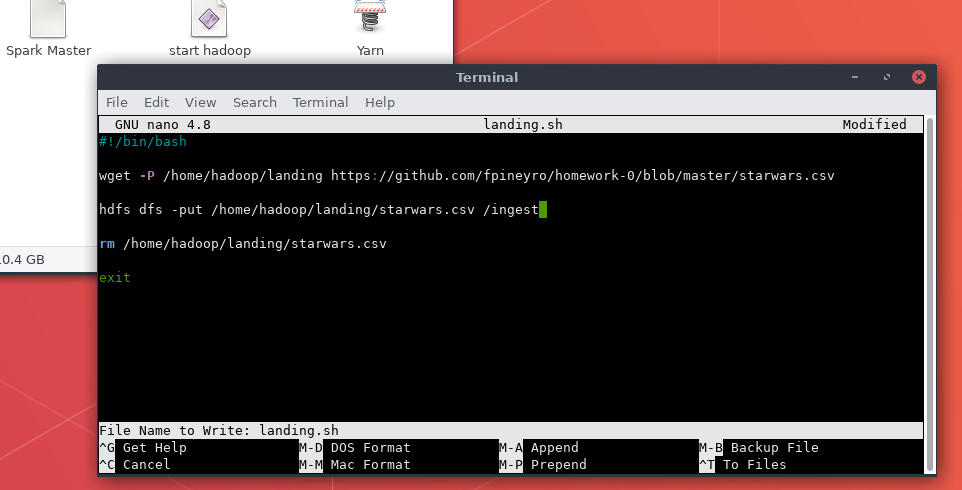 Spark Master start hadoop Yarn
Terminal
File Edit View Search Terminal Help
GNU nano 4.8 landing.sh Modified
#!/bin/bash
wget -P /home/hadoop/landing https://github.com/fpineyro/homework-0/blob/master/starwars.csv
hdfs dfs -put /home/hadoop/landing/starwars.csv /ingest
rm /home/hadoop/landing/starwars.csv
0.4 GB
exit
File Name to Write: landing.sh
^G Get Help M-D DOS Format M-A Append M-B Backup File
^C Cancel M-M Mac Format M-P Prepend ^T To Files